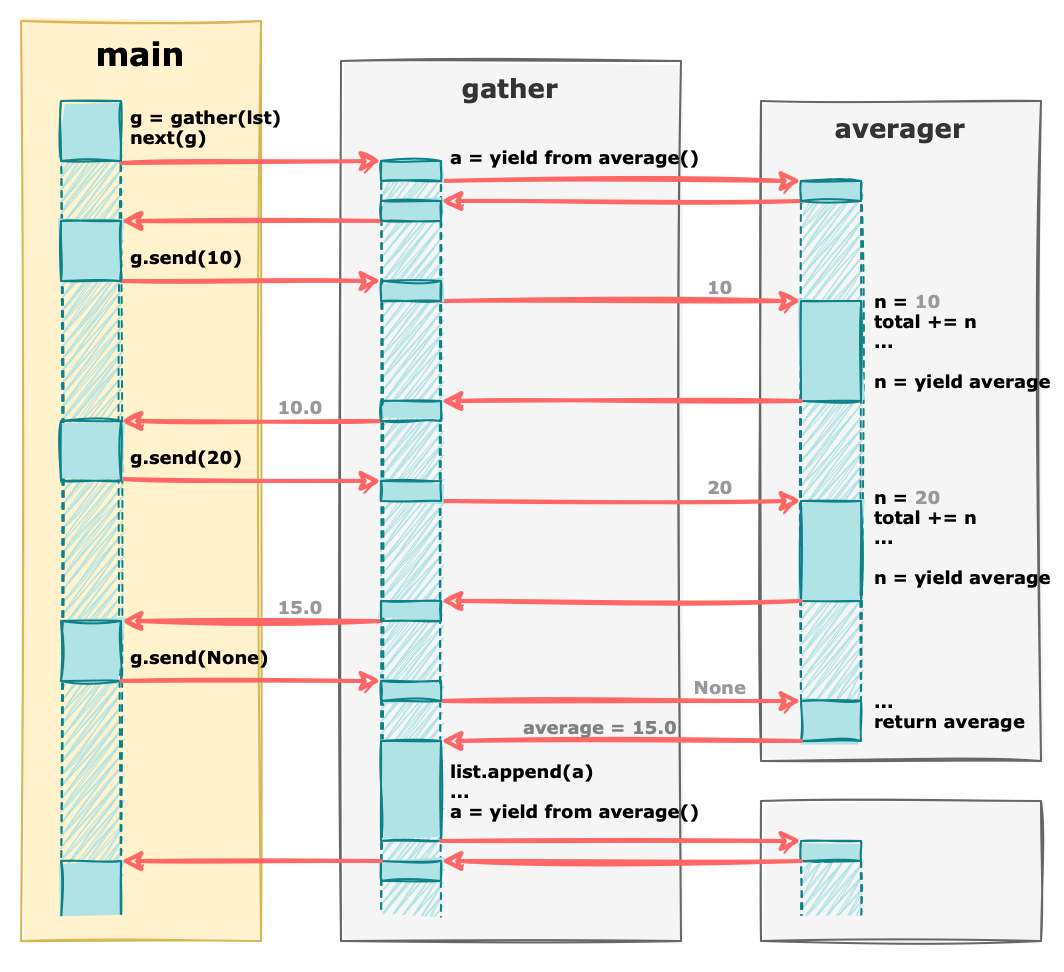 main
gather
averager
g = gather(lst)
next(g)
a = yield from average()
g.send(10)
10
n = 10
total += n
...
n = yield average
10.0
g.send(20)
20
n = 20
total += n
...
n = yield average
15.0
g.send(None)
None
...
return average
average = 15.0
list.append(a)
...
a = yield from average()